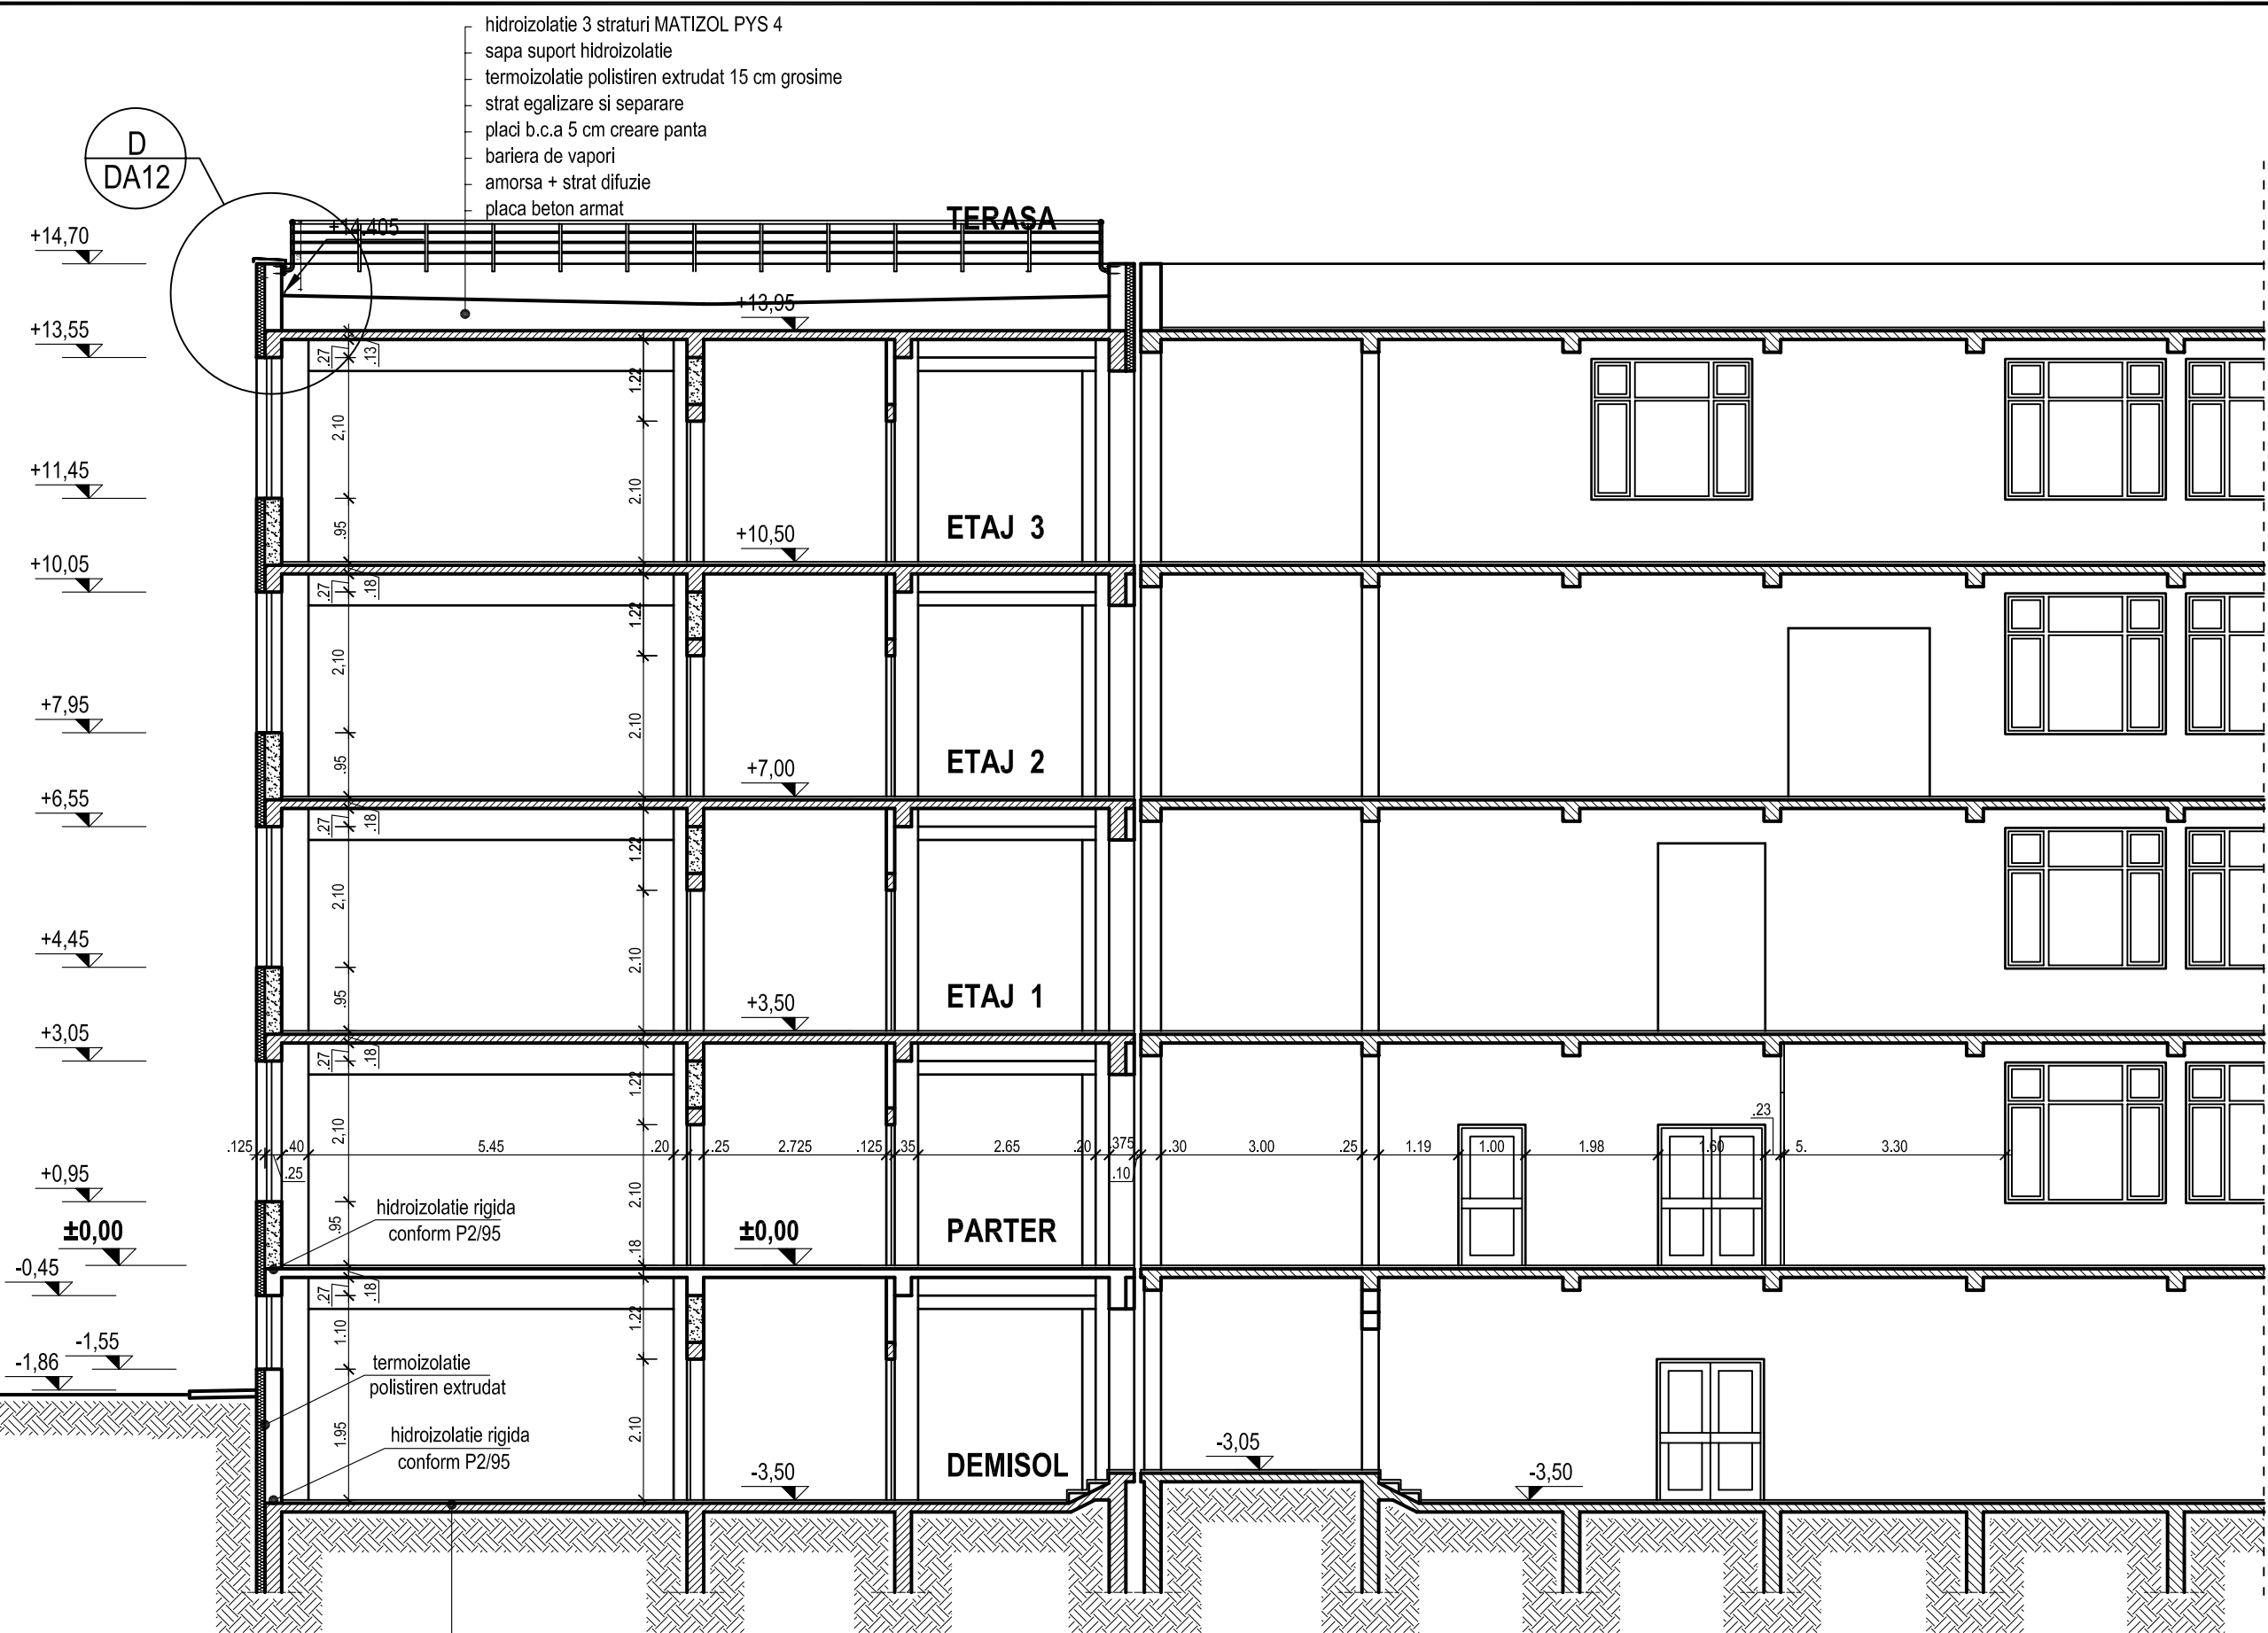 hidroizolatie 3 straturi MATIZOL PYS 4
sapa suport hidroizolatie
termoizolatie polistiren extrudat 15 cm grosime
strat egalizare si separare
placi b.c.a 5 cm creare panta
bariera de vapori
amorsa + strat difuzie
placa beton armat
D
DA12
TERASA
+14,405
+14,70
+13,95
+13,55
.27
.13
1.22
2,10
+11,45
2.10
.95
ETAJ 3
+10,50
+10,05
.27
.18
1.22
2,10
+7,95
2.10
.95
ETAJ 2
+7,00
+6,55
.27
.18
1.22
2,10
+4,45
2.10
.95
ETAJ 1
+3,50
+3,05
.27
.18
1.22
2,10
.23
.125 .40 5.45 .20 .25 2.725 .125 .35 2.65 .20 .375 .30 3.00 .25 1.19 1.00 1.98 1.60 5. 3.30
.25
.10
+0,95
2.10
hidroizolatie rigida
conform P2/95
.95
±0,00
±0,00
PARTER
.18
-0,45
.27
.18
1.22
1.10
-1,55
-1,86
termoizolatie
polistiren extrudat
1.95
2.10
hidroizolatie rigida
conform P2/95
-3,05
DEMISOL
-3,50
-3,50